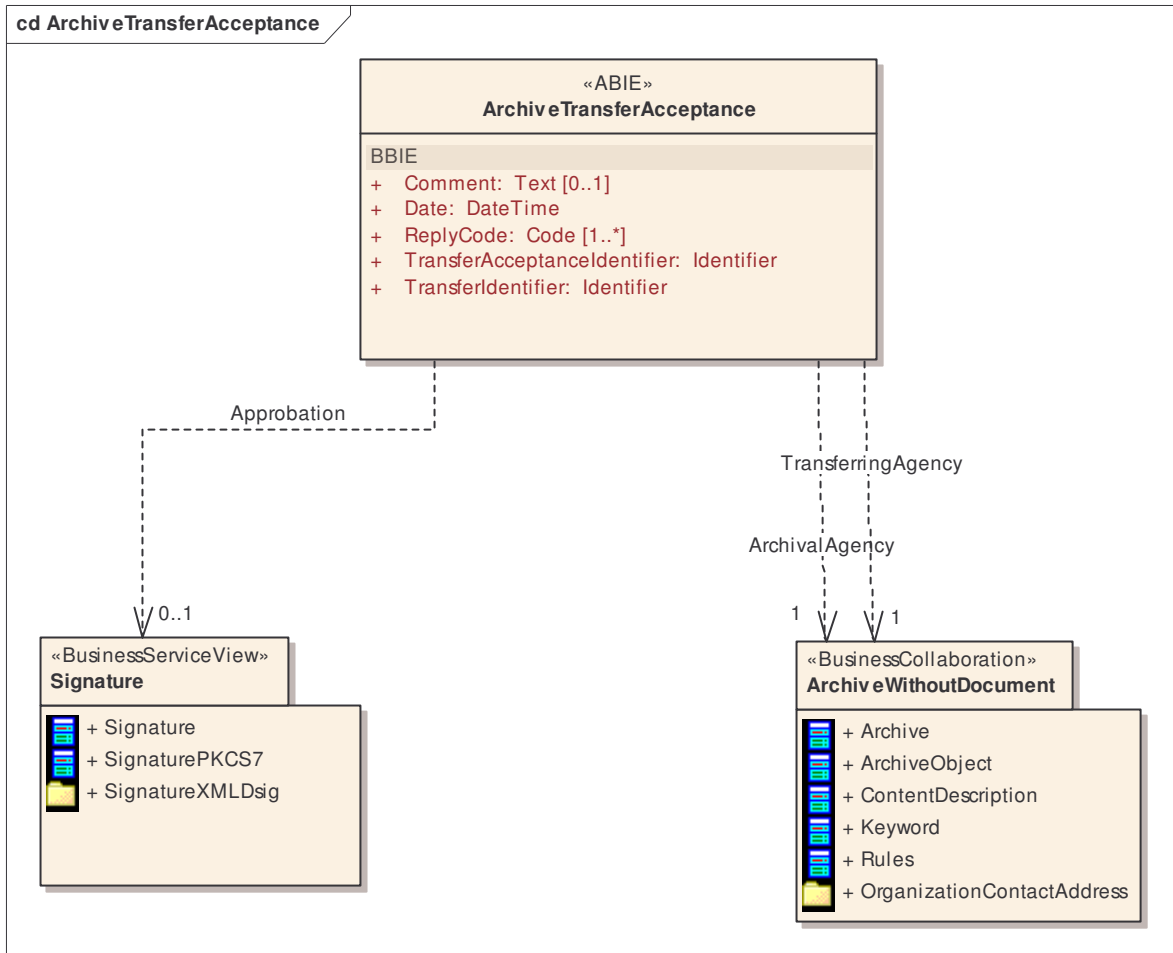 cd ArchiveTransferAcceptance
«ABIE»
ArchiveTransferAcceptance
BBIE
+ Comment: Text [0..1]
+ Date: DateTime
+ ReplyCode: Code [1..*]
+ TransferAcceptanceIdentifier: Identifier
+ TransferIdentifier: Identifier
Approbation
TransferringAgency
ArchivalAgency
0..1
1
1
«BusinessServiceView»
Signature
+ Signature
+ SignaturePKCS7
+ SignatureXMLDsig
«BusinessCollaboration»
ArchiveWithoutDocument
+ Archive
+ ArchiveObject
+ ContentDescription
+ Keyword
+ Rules
+ OrganizationContactAddress